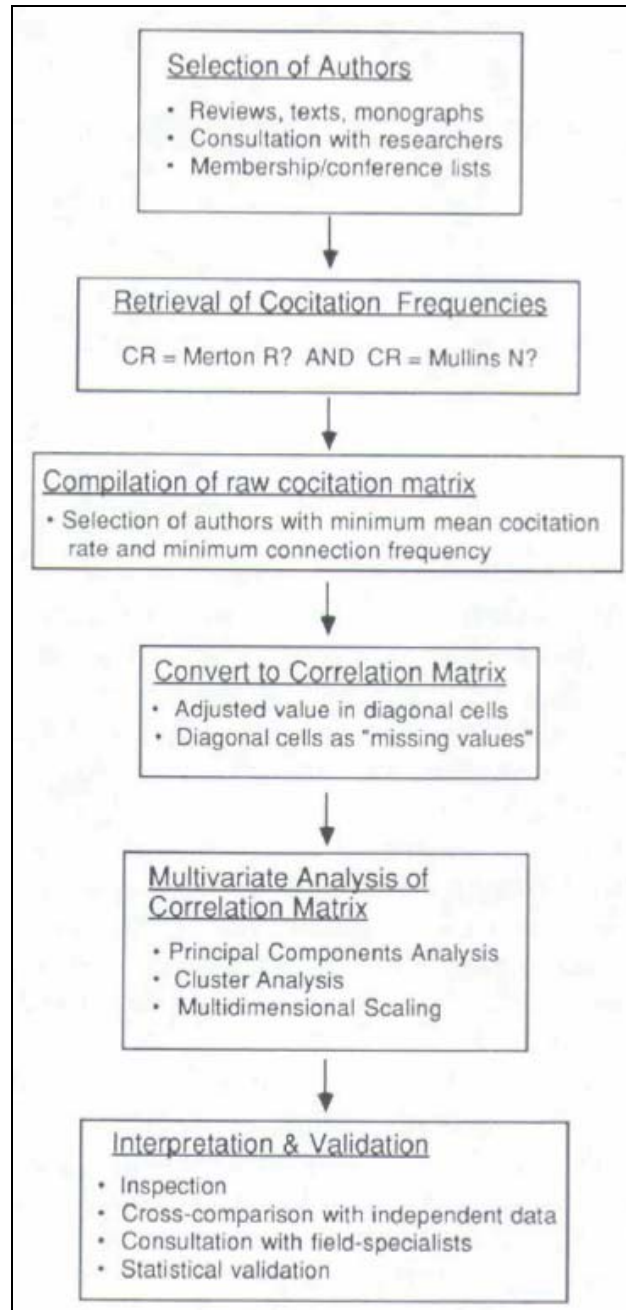 Selection of Authors
• Reviews, texts, monographs
• Consultation with researchers
• Membership/conference lists
Retrieval of Cocitation Frequencies
CR = Merton R? AND CR = Mullins N?
Compilation of raw cocitation matrix
• Selection of authors with minimum mean cocitation
rate and minimum connection frequency
Convert to Correlation Matrix
• Adjusted value in diagonal cells
• Diagonal cells as "missing values"
Multivariate Analysis of
Correlation Matrix
• Principal Components Analysis
• Cluster Analysis
• Multidimensional Scaling
Interpretation & Validation
• Inspection
• Cross-comparison with independent data
• Consultation with field-specialists
• Statistical validation